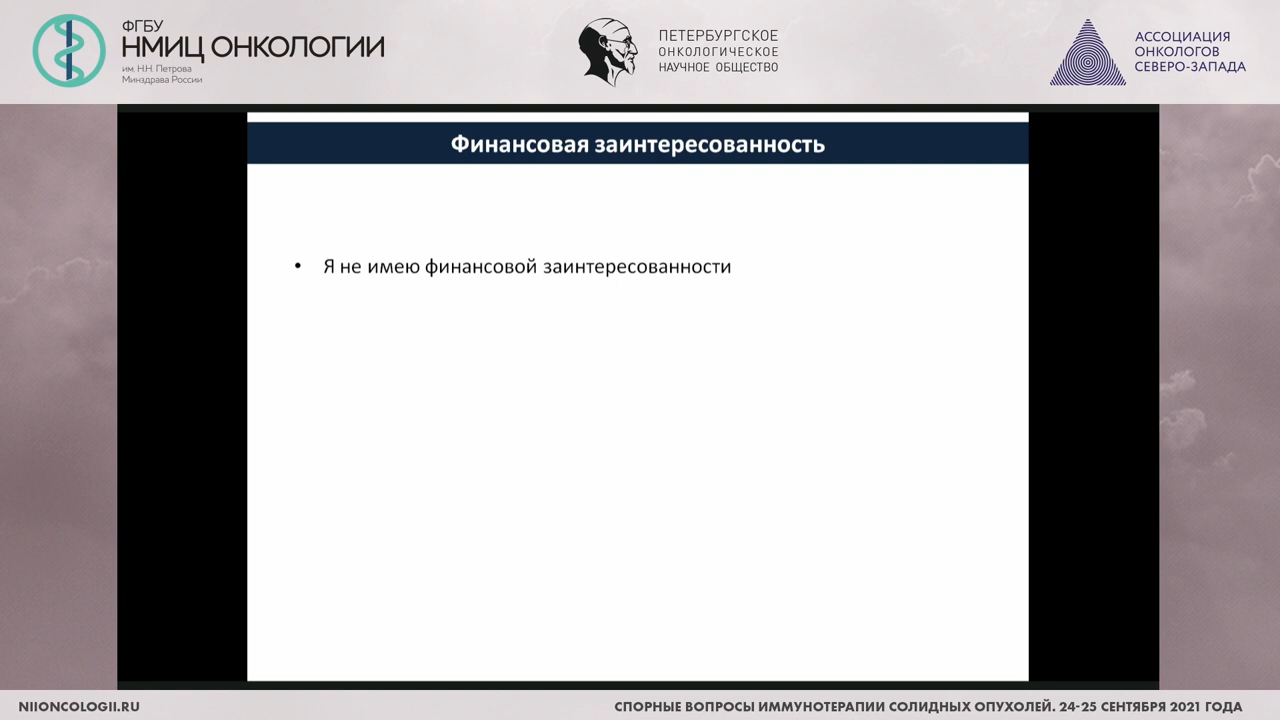 ФГБУ
НМИЦ ОНКОЛОГИИ
им. Н.Н. Петрова
Минздрава России
ПЕТЕРБУРГСКОЕ
ОНКОЛОГИЧЕСКОЕ
НАУЧНОЕ ОБЩЕСТВО
АССОЦИАЦИЯ
ОНКОЛОГОВ
СЕВЕРО-ЗАПАДА
Финансовая заинтересованность
• Я не имею финансовой заинтересованности
NIIONCOLOGII.RU
СПОРНЫЕ ВОПРОСЫ ИММУНОТЕРАПИИ СОЛИДНЫХ ОПУХОЛЕЙ. 24-25 СЕНТЯБРЯ 2021 ГОДА